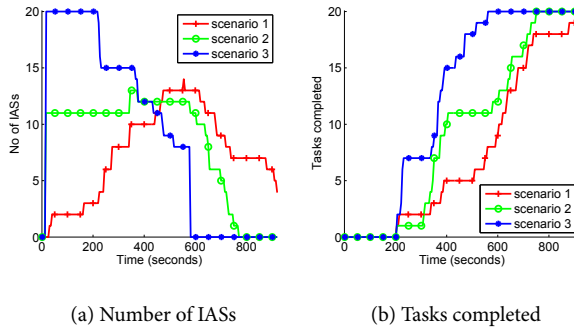 20
15
10
5
0
No of IASs
0 200 400 600 800
Time (seconds)
scenario 1
scenario 2
scenario 3
20
15
10
5
0
Tasks completed
0 200 400 600 800
Time (seconds)
scenario 1
scenario 2
scenario 3
(a) Number of IASs
(b) Tasks completed